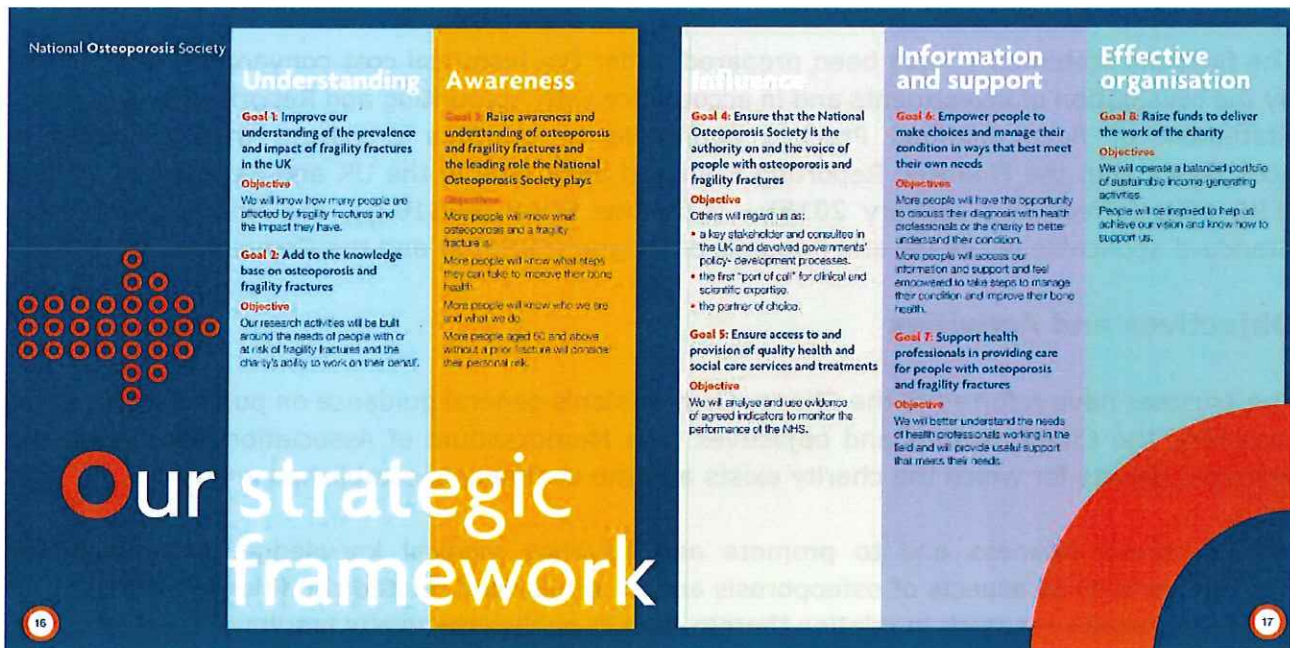 National Osteoporosis Society
Understanding
Goal 1: Improve our
understanding of the prevalence
and impact of fragility fractures
in the UK
Objective
We will know how many people are
affected by fragility fractures and
the impact they have.
Goal 2: Add to the knowledge
base on osteoporosis and
fragility fractures
Objective
Our research activities will be built
around the needs of people with or
at risk of fragility fractures and the
charity's ability to work on their behalf.
Awareness
Goal 3: Raise awareness and
understanding of osteoporosis
and fragility fractures and
the leading role the National
Osteoporosis Society plays
Objectives
More people will know what
osteoporosis and a fragility
fracture is.
More people will know what steps
they can take to improve their bone
health.
More people will know who we are
and what we do.
More people aged 50 and above
without a prior fracture will consider
their personal risk.
Influence
Goal 4: Ensure that the National
Osteoporosis Society is the
authority on and the voice of
people with osteoporosis and
fragility fractures
Objective
Others will regard us as:
• a key stakeholder and consultee in
the UK and devolved governments'
policy- development processes.
• the first "port of call" for clinical and
scientific expertise.
• the partner of choice.
Goal 5: Ensure access to and
provision of quality health and
social care services and treatments
Objective
We will analyse and use evidence
of agreed indicators to monitor the
performance of the NHS.
Information
and support
Goal 6: Empower people to
make choices and manage their
condition in ways that best meet
their own needs
Objectives
More people will have the opportunity
to discuss their diagnosis with health
professionals or the charity to better
understand their condition.
More people will access our
information and support and feel
empowered to take steps to manage
their condition and improve their bone
health.
Goal 7: Support health
professionals in providing care
for people with osteoporosis
and fragility fractures
Objective
We will better understand the needs
of health professionals working in the
field and will provide useful support
that meets their needs.
Effective
organisation
Goal 8: Raise funds to deliver
the work of the charity
Objectives
We will operate a balanced portfolio
of sustainable income-generating
activities.
People will be inspired to help us
achieve our vision and know how to
support us.
Our strategic
framework
16
17